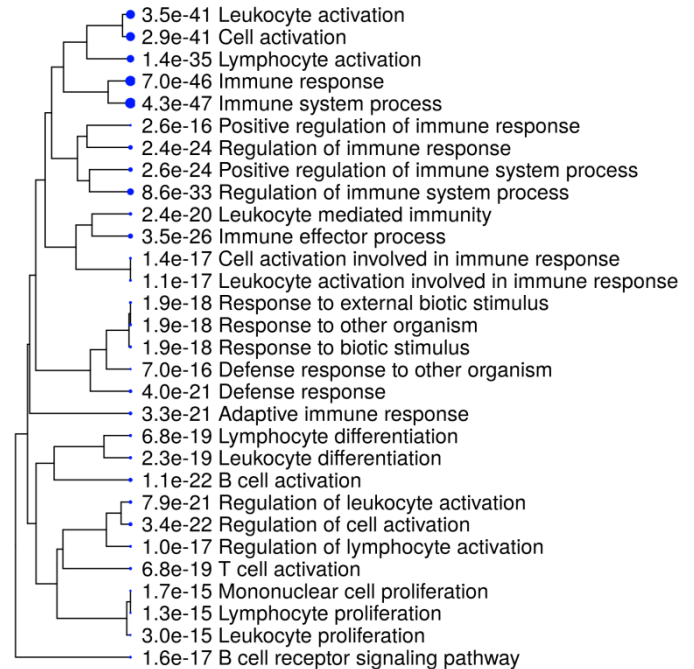 3.5e-41 Leukocyte activation
2.9e-41 Cell activation
1.4e-35 Lymphocyte activation
7.0e-46 Immune response
4.3e-47 Immune system process
2.6e-16 Positive regulation of immune response
2.4e-24 Regulation of immune response
2.6e-24 Positive regulation of immune system process
8.6e-33 Regulation of immune system process
2.4e-20 Leukocyte mediated immunity
3.5e-26 Immune effector process
1.4e-17 Cell activation involved in immune response
1.1e-17 Leukocyte activation involved in immune response
1.9e-18 Response to external biotic stimulus
1.9e-18 Response to other organism
1.9e-18 Response to biotic stimulus
7.0e-16 Defense response to other organism
4.0e-21 Defense response
3.3e-21 Adaptive immune response
6.8e-19 Lymphocyte differentiation
2.3e-19 Leukocyte differentiation
1.1e-22 B cell activation
7.9e-21 Regulation of leukocyte activation
3.4e-22 Regulation of cell activation
1.0e-17 Regulation of lymphocyte activation
6.8e-19 T cell activation
1.7e-15 Mononuclear cell proliferation
1.3e-15 Lymphocyte proliferation
3.0e-15 Leukocyte proliferation
1.6e-17 B cell receptor signaling pathway